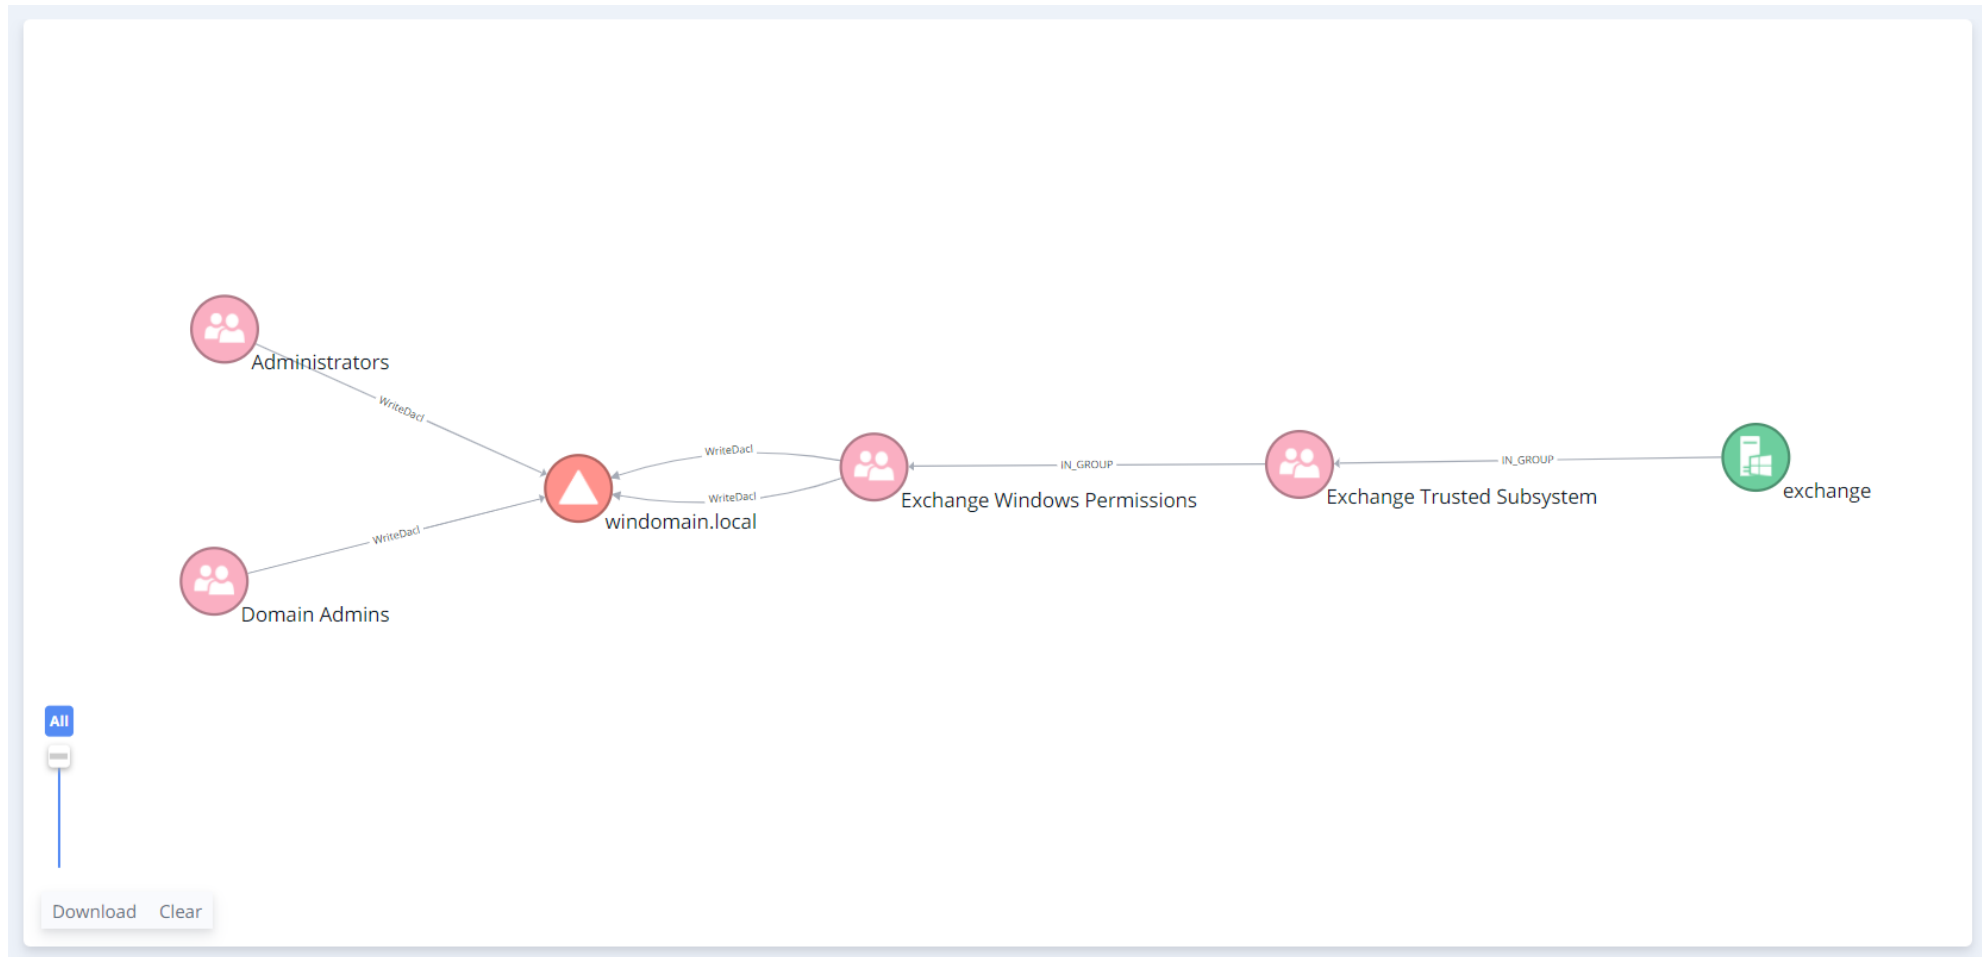 Administrators
WriteDacl
WriteDacl
WriteDacl
WriteDacl
IN_GROUP
IN_GROUP
windomain.local
Exchange Windows Permissions
Exchange Trusted Subsystem
exchange
Domain Admins
All
Download Clear